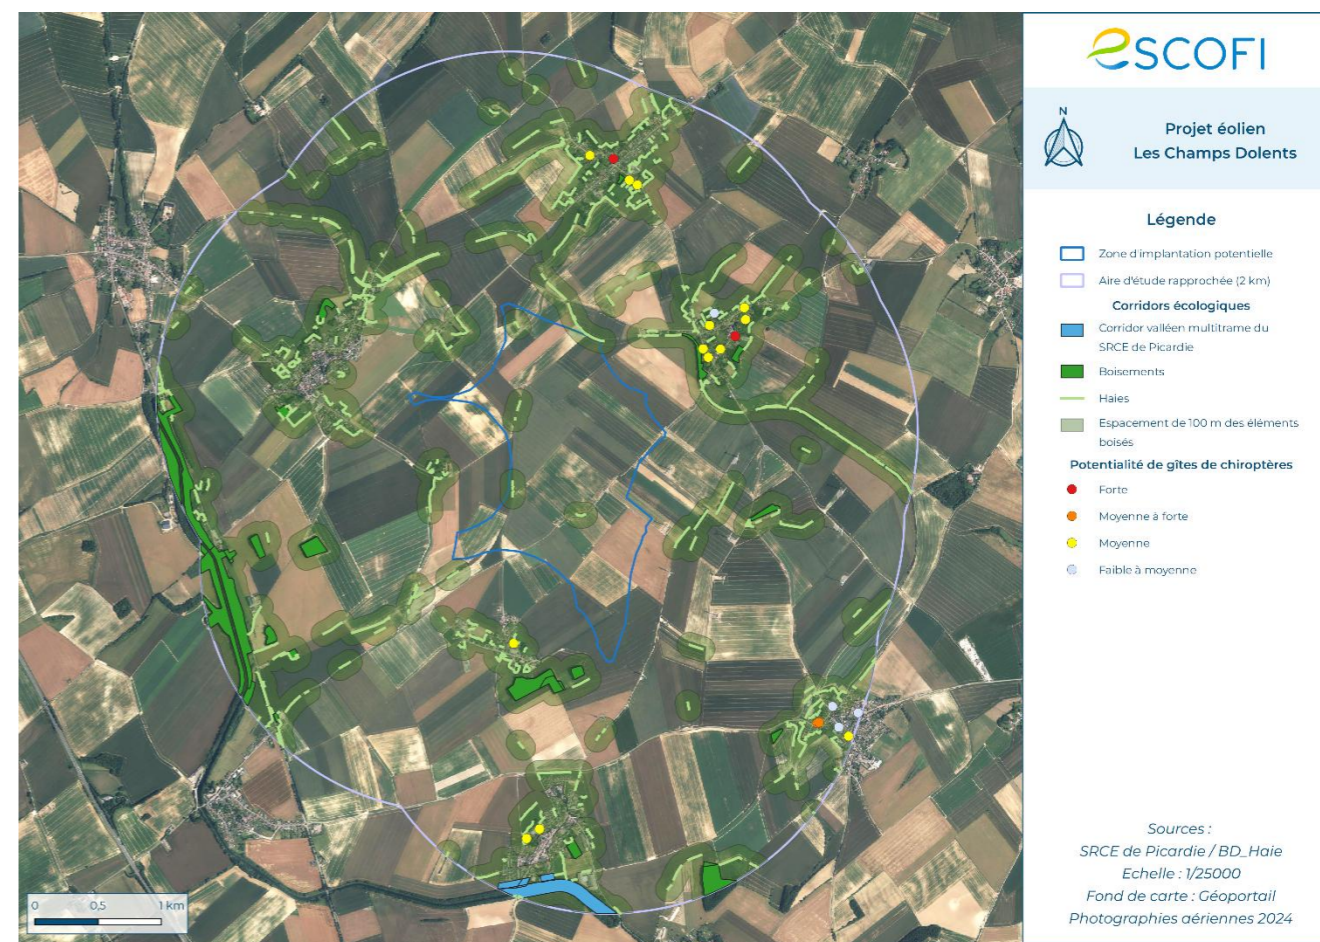 eSCOFI
N
Projet éolien
Les Champs Dolents
Légende
Zone d'implantation potentielle
Aire d'étude rapprochée (2 km)
Corridors écologiques
Corridor valléen multitrame du
SRCE de Picardie
Boisements
Haies
Espacement de 100 m des éléments
boisés
Potentialité de gîtes de chiroptères
Forte
Moyenne à forte
Moyenne
Faible à moyenne
Sources :
SRCE de Picardie / BD_Haie
Echelle : 1/25000
Fond de carte : Géoportail
Photographies aériennes 2024
0 0,5 1 km